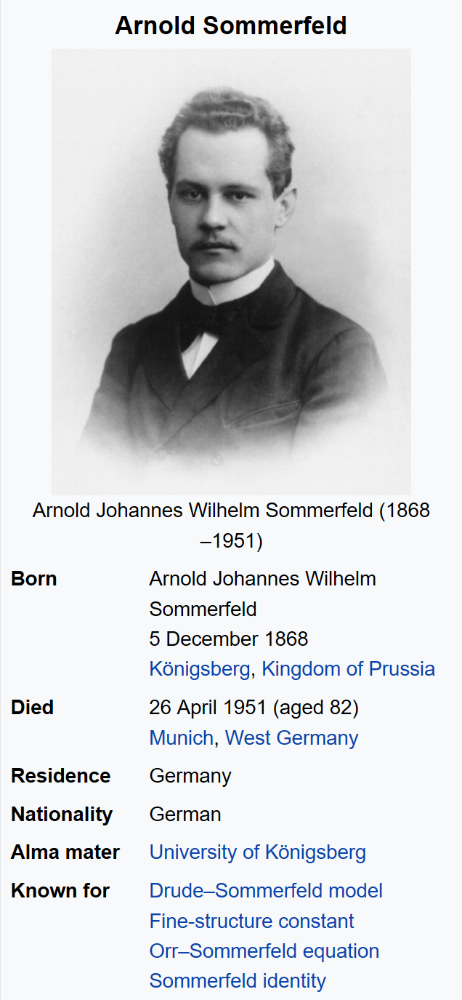 Arnold Sommerfeld
Arnold Johannes Wilhelm Sommerfeld (1868
–1951)
Born Arnold Johannes Wilhelm
Sommerfeld
5 December 1868
Königsberg, Kingdom of Prussia
Died 26 April 1951 (aged 82)
Munich, West Germany
Residence Germany
Nationality German
Alma mater University of Königsberg
Known for Drude–Sommerfeld model
Fine-structure constant
Orr–Sommerfeld equation
Sommerfeld identity